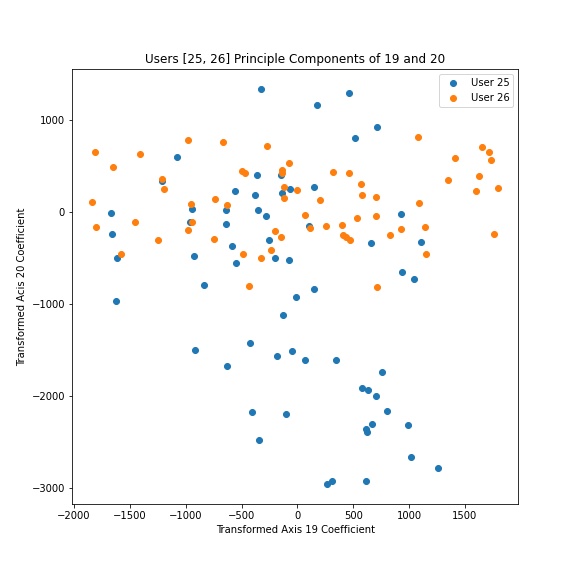 Users [25, 26] Principle Components of 19 and 20
User 25
User 26
Transformed Acis 20 Coefficient
1000
0
−1000
−2000
−3000
−2000 −1500 −1000 −500 0 500 1000 1500
Transformed Axis 19 Coefficient